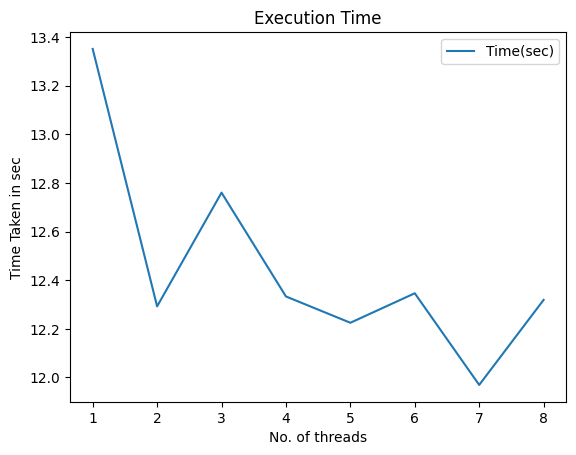 Execution Time
Time(sec)
Time Taken in sec
13.4
13.2
13.0
12.8
12.6
12.4
12.2
12.0
1 2 3 4 5 6 7 8
No. of threads